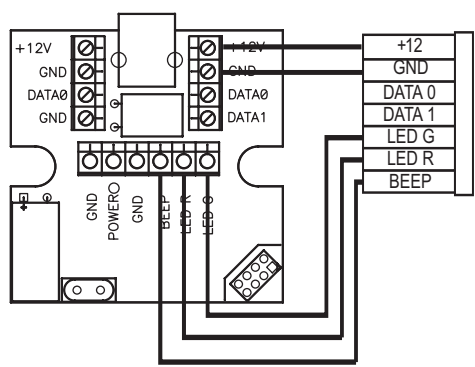 +12V
GND
DATA0
GND
+12V
GND
DATA0
DATA1
GND
POWER
GND
BEEP
LED R
LED G
+
+12
GND
DATA 0
DATA 1
LED G
LED R
BEEP